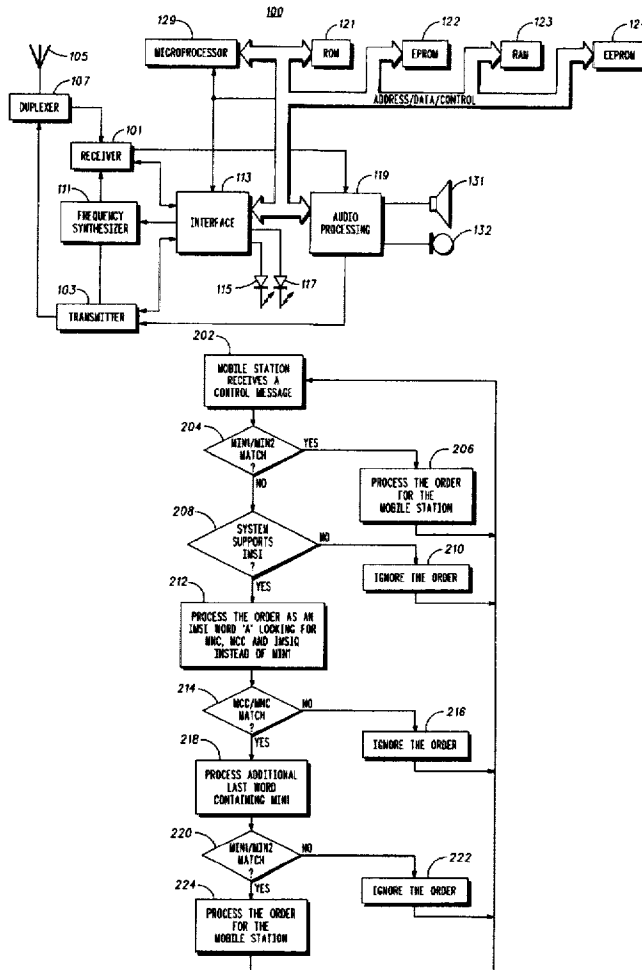 100
129
121
122
123
124
105
MICROPROCESSOR
ROM
EPROM
RAM
EEPROM
107
DUPLEXER
ADDRESS/DATA/CONTROL
101
RECEIVER
113
119
131
111
FREQUENCY
SYNTHESIZER
INTERFACE
AUDIO
PROCESSING
132
103
115
117
TRANSMITTER
202
MOBILE STATION
RECEIVES A
CONTROL MESSAGE
204
MIN1/MIN2
MATCH
?
YES
NO
206
PROCESS THE ORDER
FOR THE
MOBILE STATION
208
SYSTEM
SUPPORTS
IMSI
?
NO
YES
210
IGNORE THE ORDER
212
PROCESS THE ORDER AS AN
IMSI WORD 'A' LOOKING FOR
MNC, MCC AND IMSIQ
INSTEAD OF MIN1
214
MCC/MNC
MATCH
?
NO
YES
216
IGNORE THE ORDER
218
PROCESS ADDITIONAL
LAST WORD
CONTAINING MIN1
220
MIN1/MIN2
MATCH
?
NO
YES
222
IGNORE THE ORDER
224
PROCESS THE ORDER
FOR THE
MOBILE STATION